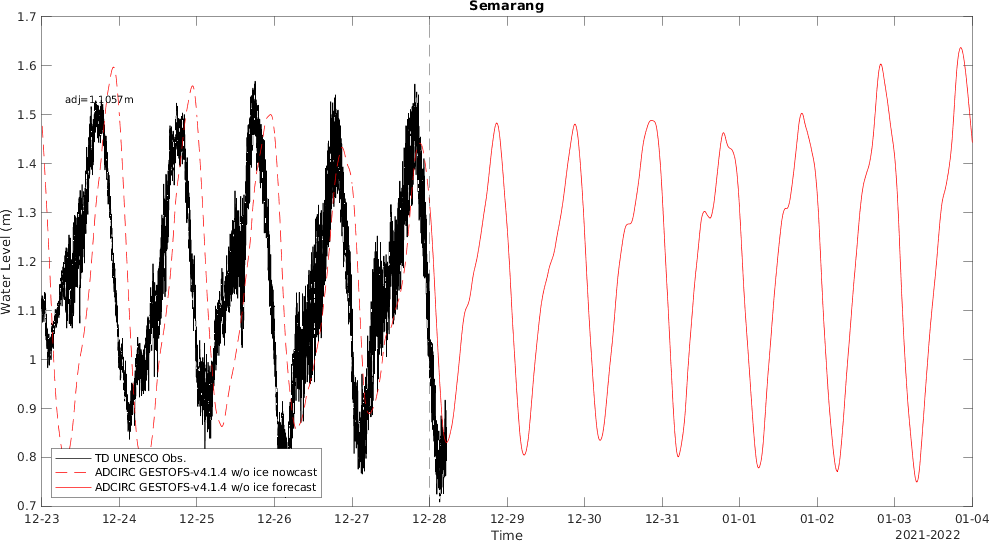 Semarang
1.7
1.6
1.5
1.4
1.3
1.2
1.1
1
0.9
0.8
0.7
Water Level (m)
adj=1.1057m
TD UNESCO Obs.
ADCIRC GESTOFS-v4.1.4 w/o ice nowcast
ADCIRC GESTOFS-v4.1.4 w/o ice forecast
12-23 12-24 12-25 12-26 12-27 12-28 12-29 12-30 12-31 01-01 01-02 01-03 01-04
Time
2021-2022